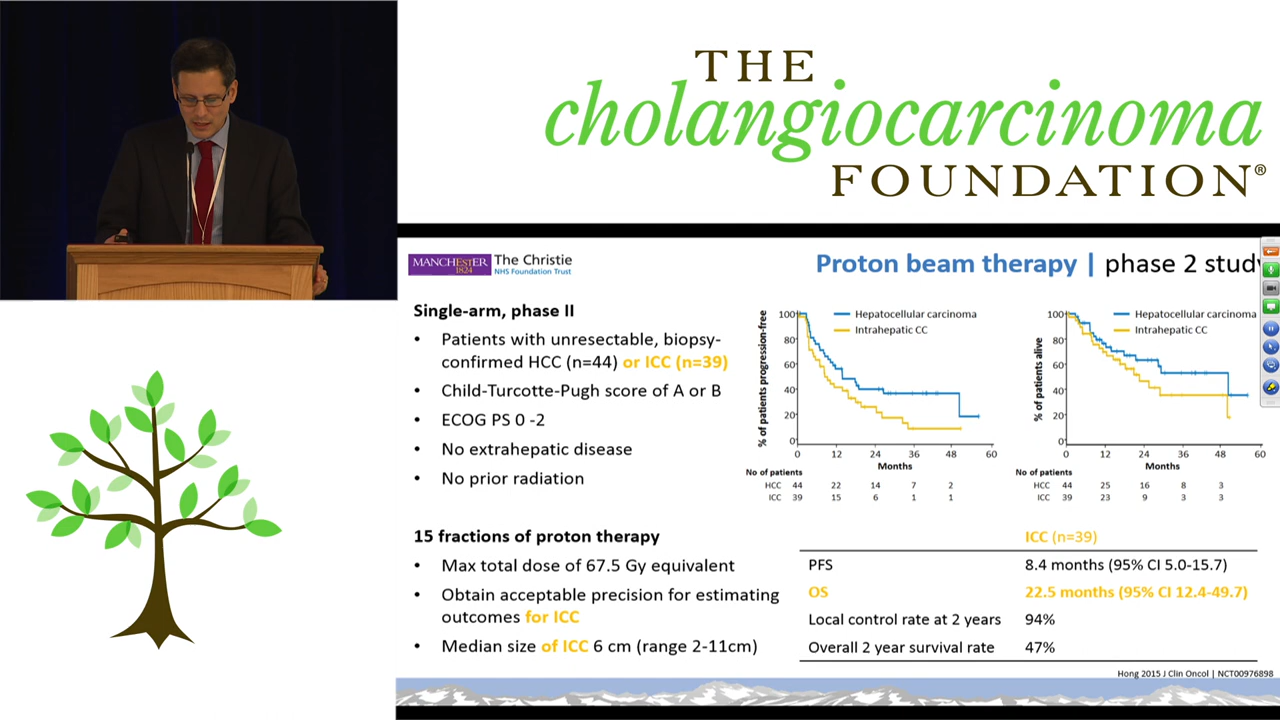 THE
cholangiocarcinoma
FOUNDATION®
MANCHESTER
1824
The Christie
NHS Foundation Trust
Proton beam therapy | phase 2 study
Single-arm, phase II
• Patients with unresectable, biopsy-
confirmed HCC (n=44) or ICC (n=39)
• Child-Turcotte-Pugh score of A or B
• ECOG PS 0 -2
• No extrahepatic disease
• No prior radiation
15 fractions of proton therapy
• Max total dose of 67.5 Gy equivalent
• Obtain acceptable precision for estimating
outcomes for ICC
• Median size of ICC 6 cm (range 2-11cm)
% of patients progression-free
100
80
60
40
20
0
Hepatocellular carcinoma
Intrahepatic CC
0 12 24 36 48 60
Months
No of patients
HCC 44 22 14 7 2
ICC 39 15 6 1 1
% of patients alive
100
80
60
40
20
0
Hepatocellular carcinoma
Intrahepatic CC
0 12 24 36 48 60
Months
No of patients
HCC 44 25 16 8 3
ICC 39 23 9 3 3
ICC (n=39)
PFS 8.4 months (95% CI 5.0-15.7)
OS 22.5 months (95% CI 12.4-49.7)
Local control rate at 2 years 94%
Overall 2 year survival rate 47%
Hong 2015 J Clin Oncol | NCT00976898